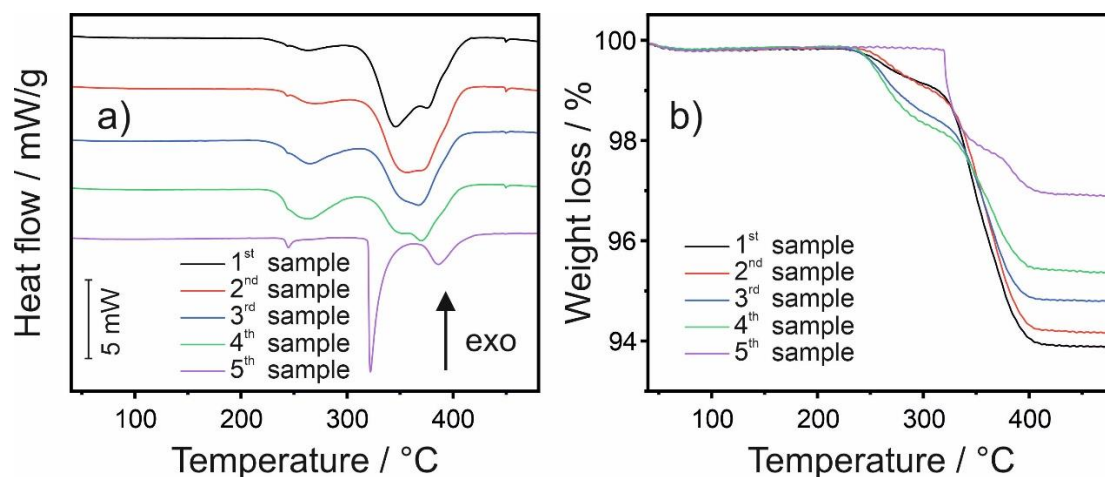 a)
Heat flow / mW/g
5 mW
1st sample
2nd sample
3rd sample
4th sample
5th sample
exo
100 200 300 400
Temperature / °C
b)
Weight loss / %
100
98
96
94
1st sample
2nd sample
3rd sample
4th sample
5th sample
100 200 300 400
Temperature / °C